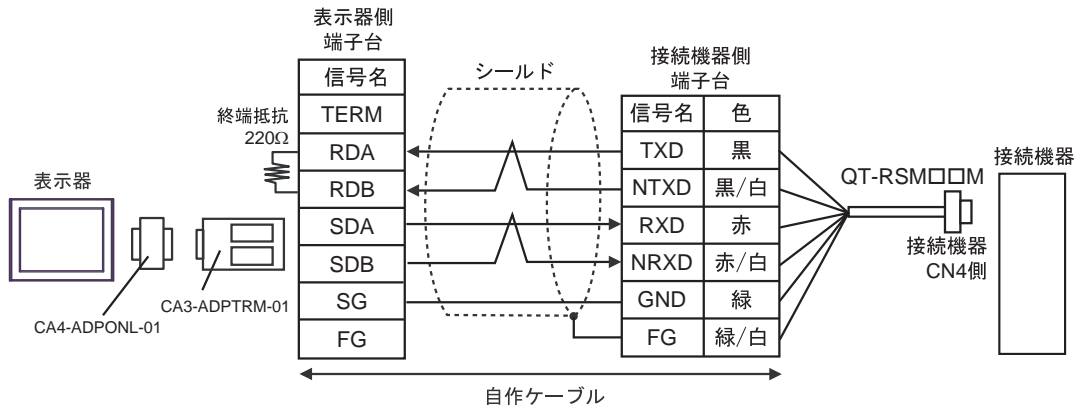 表示器側
端子台
信号名
TERM
RDA
RDB
SDA
SDB
SG
FG
終端抵抗
220Ω
シールド
接続機器側
端子台
信号名 色
TXD 黒
NTXD 黒/白
RXD 赤
NRXD 赤/白
GND 緑
FG 緑/白
QT-RSM□□M
接続機器
CN4側
接続機器
表示器
CA4-ADPONL-01
CA3-ADPTRM-01
自作ケーブル